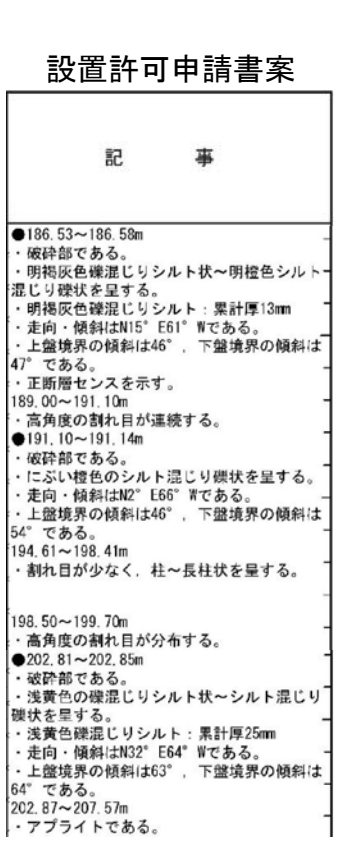 設置許可申請書案
記　　事
●186.53～186.58m
・破砕部である。
・明褐灰色礫混じりシルト状～明橙色シルト
混じり礫状を呈する。
・明褐灰色礫混じりシルト：累計厚13mm
・走向・傾斜はN15°E61°Wである。
・上盤境界の傾斜は46°，下盤境界の傾斜は
47°である。
・正断層センスを示す。
189.00～191.10m
・高角度の割れ目が連続する。
●191.10～191.14m
・破砕部である。
・にぶい橙色のシルト混じり礫状を呈する。
・走向・傾斜はN2°E66°Wである。
・上盤境界の傾斜は46°，下盤境界の傾斜は
54°である。
194.61～198.41m
・割れ目が少なく，柱～長柱状を呈する。
198.50～199.70m
・高角度の割れ目が分布する。
●202.81～202.85m
・破砕部である。
・浅黄色の礫混じりシルト状～シルト混じり
礫状を呈する。
・浅黄色礫混じりシルト：累計厚25mm
・走向・傾斜はN32°E64°Wである。
・上盤境界の傾斜は63°，下盤境界の傾斜は
64°である。
202.87～207.57m
・アプライトである。